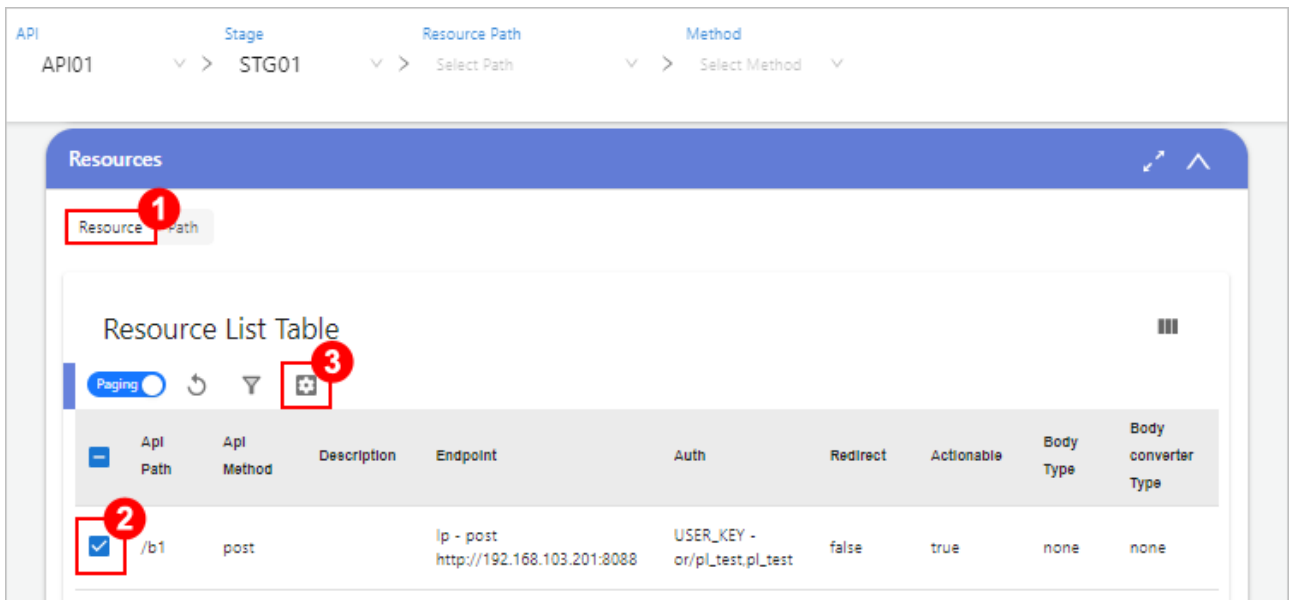 API Stage Resource Path Method
API01 > STG01 > Select Path > Select Method
Resources
1
Resource Path
Resource List Table
3
Paging
Api Path Api Method Description Endpoint Auth Redirect Actionable Body Type Body converter Type
2
/b1 post Ip - post http://192.168.103.201:8088 USER_KEY - or/pl_test,pl_test false true none none